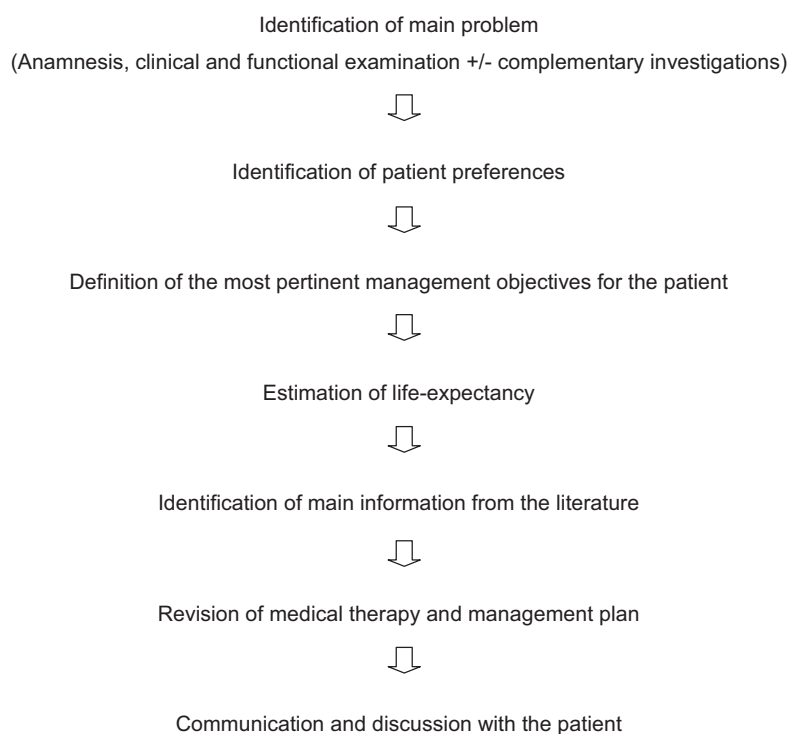 Identification of main problem
(Anamnesis, clinical and functional examination +/- complementary investigations)
Identification of patient preferences
Definition of the most pertinent management objectives for the patient
Estimation of life-expectancy
Identification of main information from the literature
Revision of medical therapy and management plan
Communication and discussion with the patient